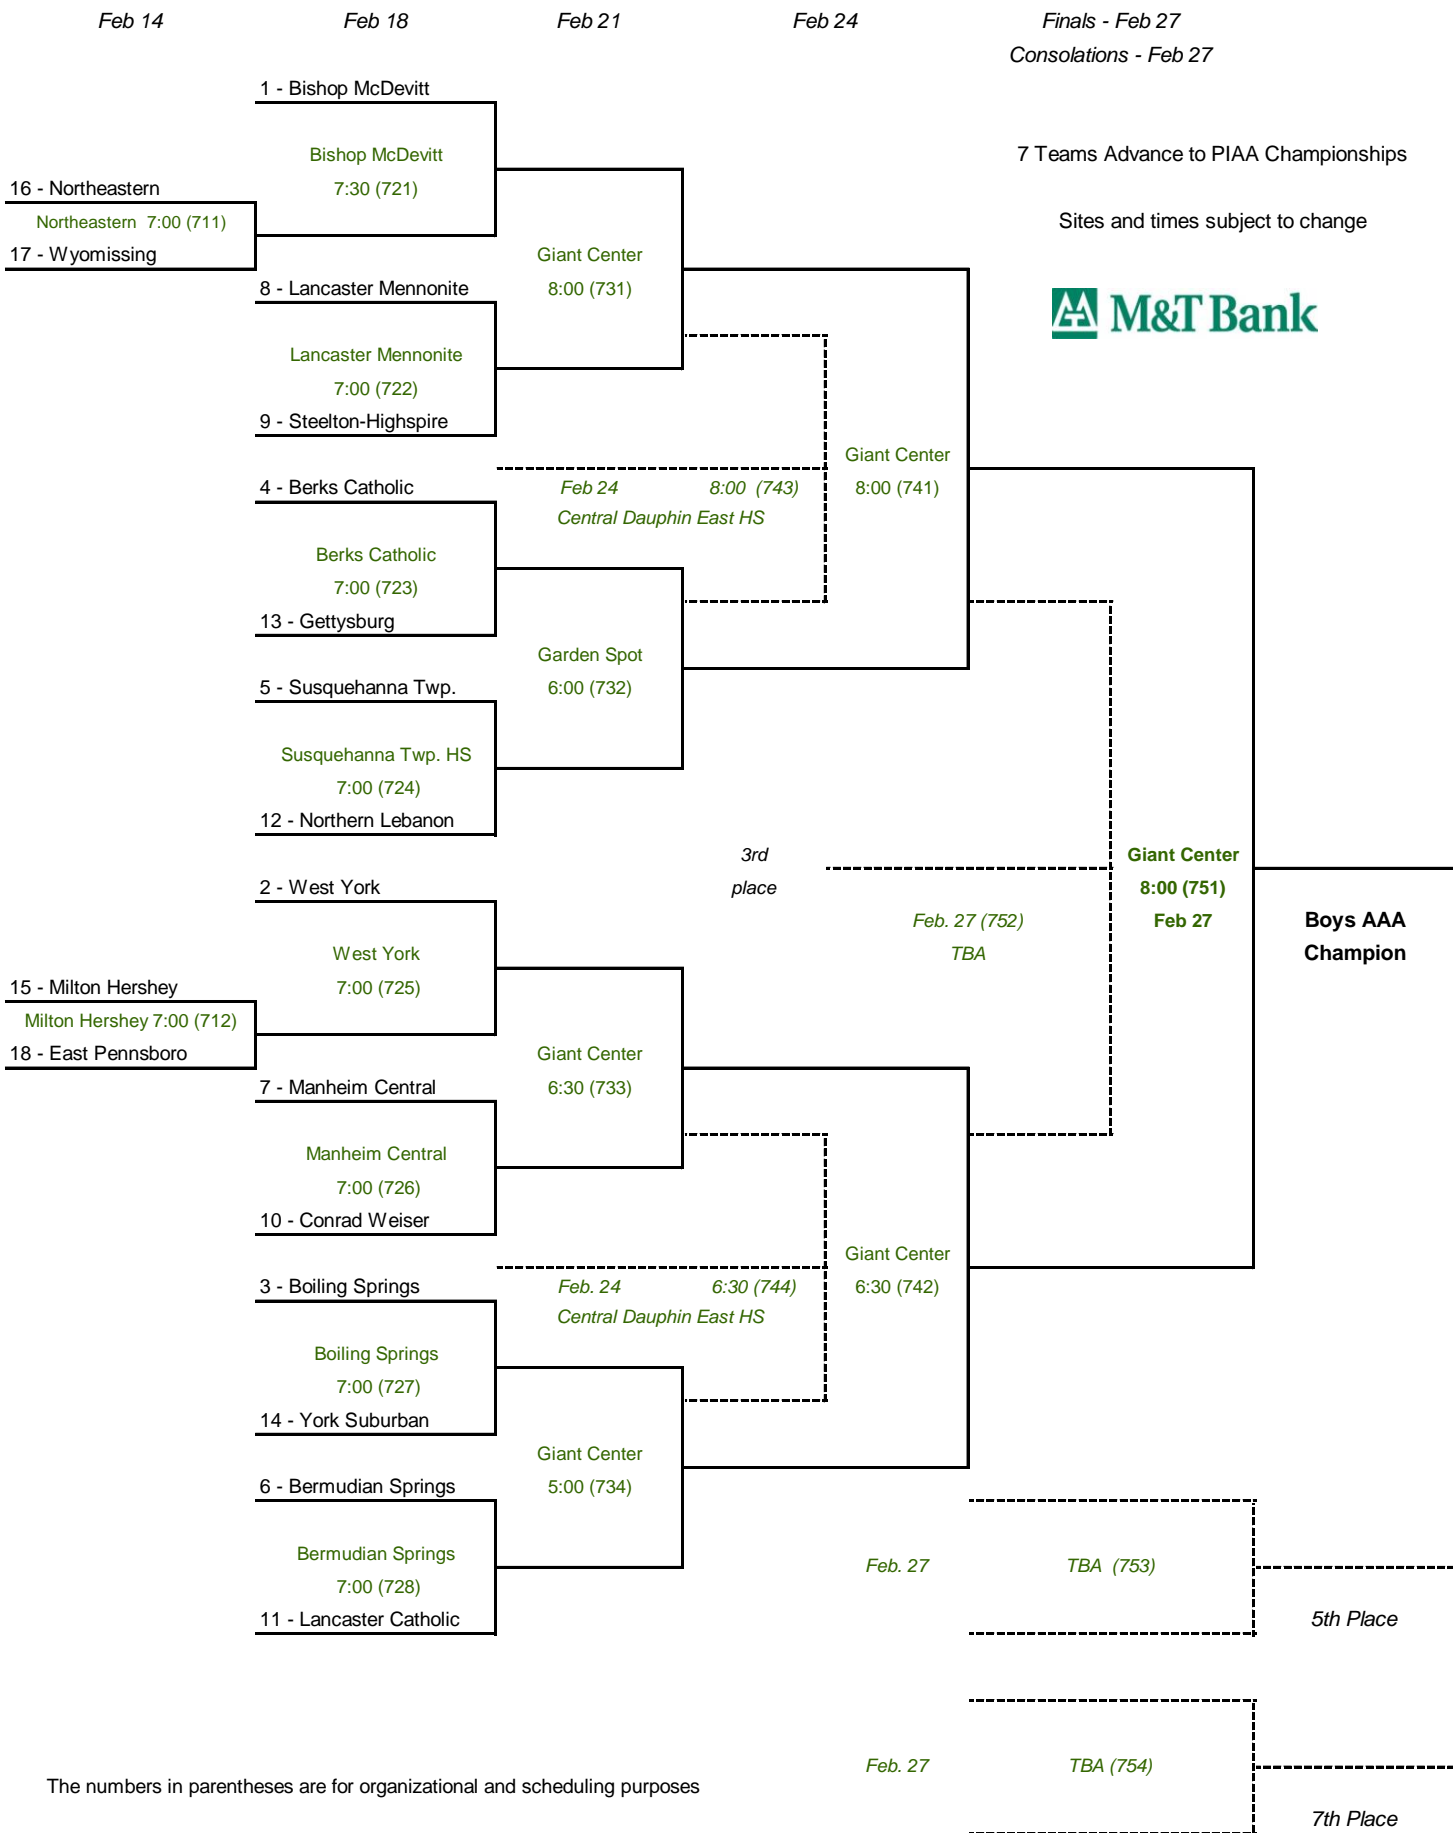 Feb 14
Feb 18
Feb 21
Feb 24
Finals - Feb 27
Consolations - Feb 27
1 - Bishop McDevitt
Bishop McDevitt
7:30 (721)
7 Teams Advance to PIAA Championships
16 - Northeastern
Northeastern 7:00 (711)
17 - Wyomissing
Sites and times subject to change
Giant Center
8:00 (731)
8 - Lancaster Mennonite
M&T Bank
Lancaster Mennonite
7:00 (722)
9 - Steelton-Highspire
Giant Center
8:00 (741)
4 - Berks Catholic
Feb 24 8:00 (743)
Central Dauphin East HS
Berks Catholic
7:00 (723)
13 - Gettysburg
Garden Spot
6:00 (732)
5 - Susquehanna Twp.
Susquehanna Twp. HS
7:00 (724)
12 - Northern Lebanon
3rd
place
Giant Center
8:00 (751)
Feb 27
2 - West York
Feb. 27 (752)
TBA
Boys AAA
Champion
West York
7:00 (725)
15 - Milton Hershey
Milton Hershey 7:00 (712)
18 - East Pennsboro
Giant Center
6:30 (733)
7 - Manheim Central
Manheim Central
7:00 (726)
10 - Conrad Weiser
Giant Center
6:30 (742)
3 - Boiling Springs
Feb. 24 6:30 (744)
Central Dauphin East HS
Boiling Springs
7:00 (727)
14 - York Suburban
Giant Center
5:00 (734)
6 - Bermudian Springs
Bermudian Springs
7:00 (728)
11 - Lancaster Catholic
Feb. 27 TBA (753)
5th Place
Feb. 27 TBA (754)
The numbers in parentheses are for organizational and scheduling purposes
7th Place